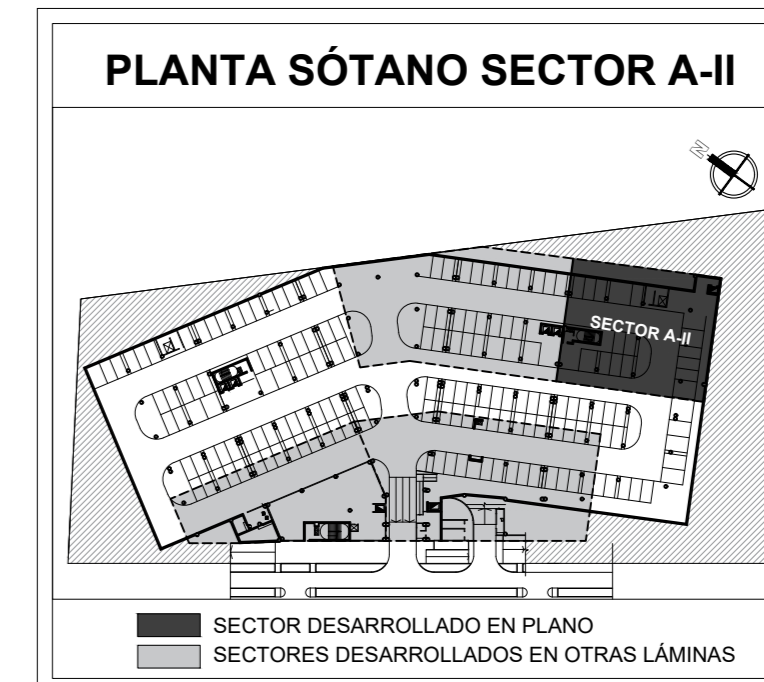 PLANTA SÓTANO SECTOR A-II
N
SECTOR A-II
SECTOR DESARROLLADO EN PLANO
SECTORES DESARROLLADOS EN OTRAS LÁMINAS